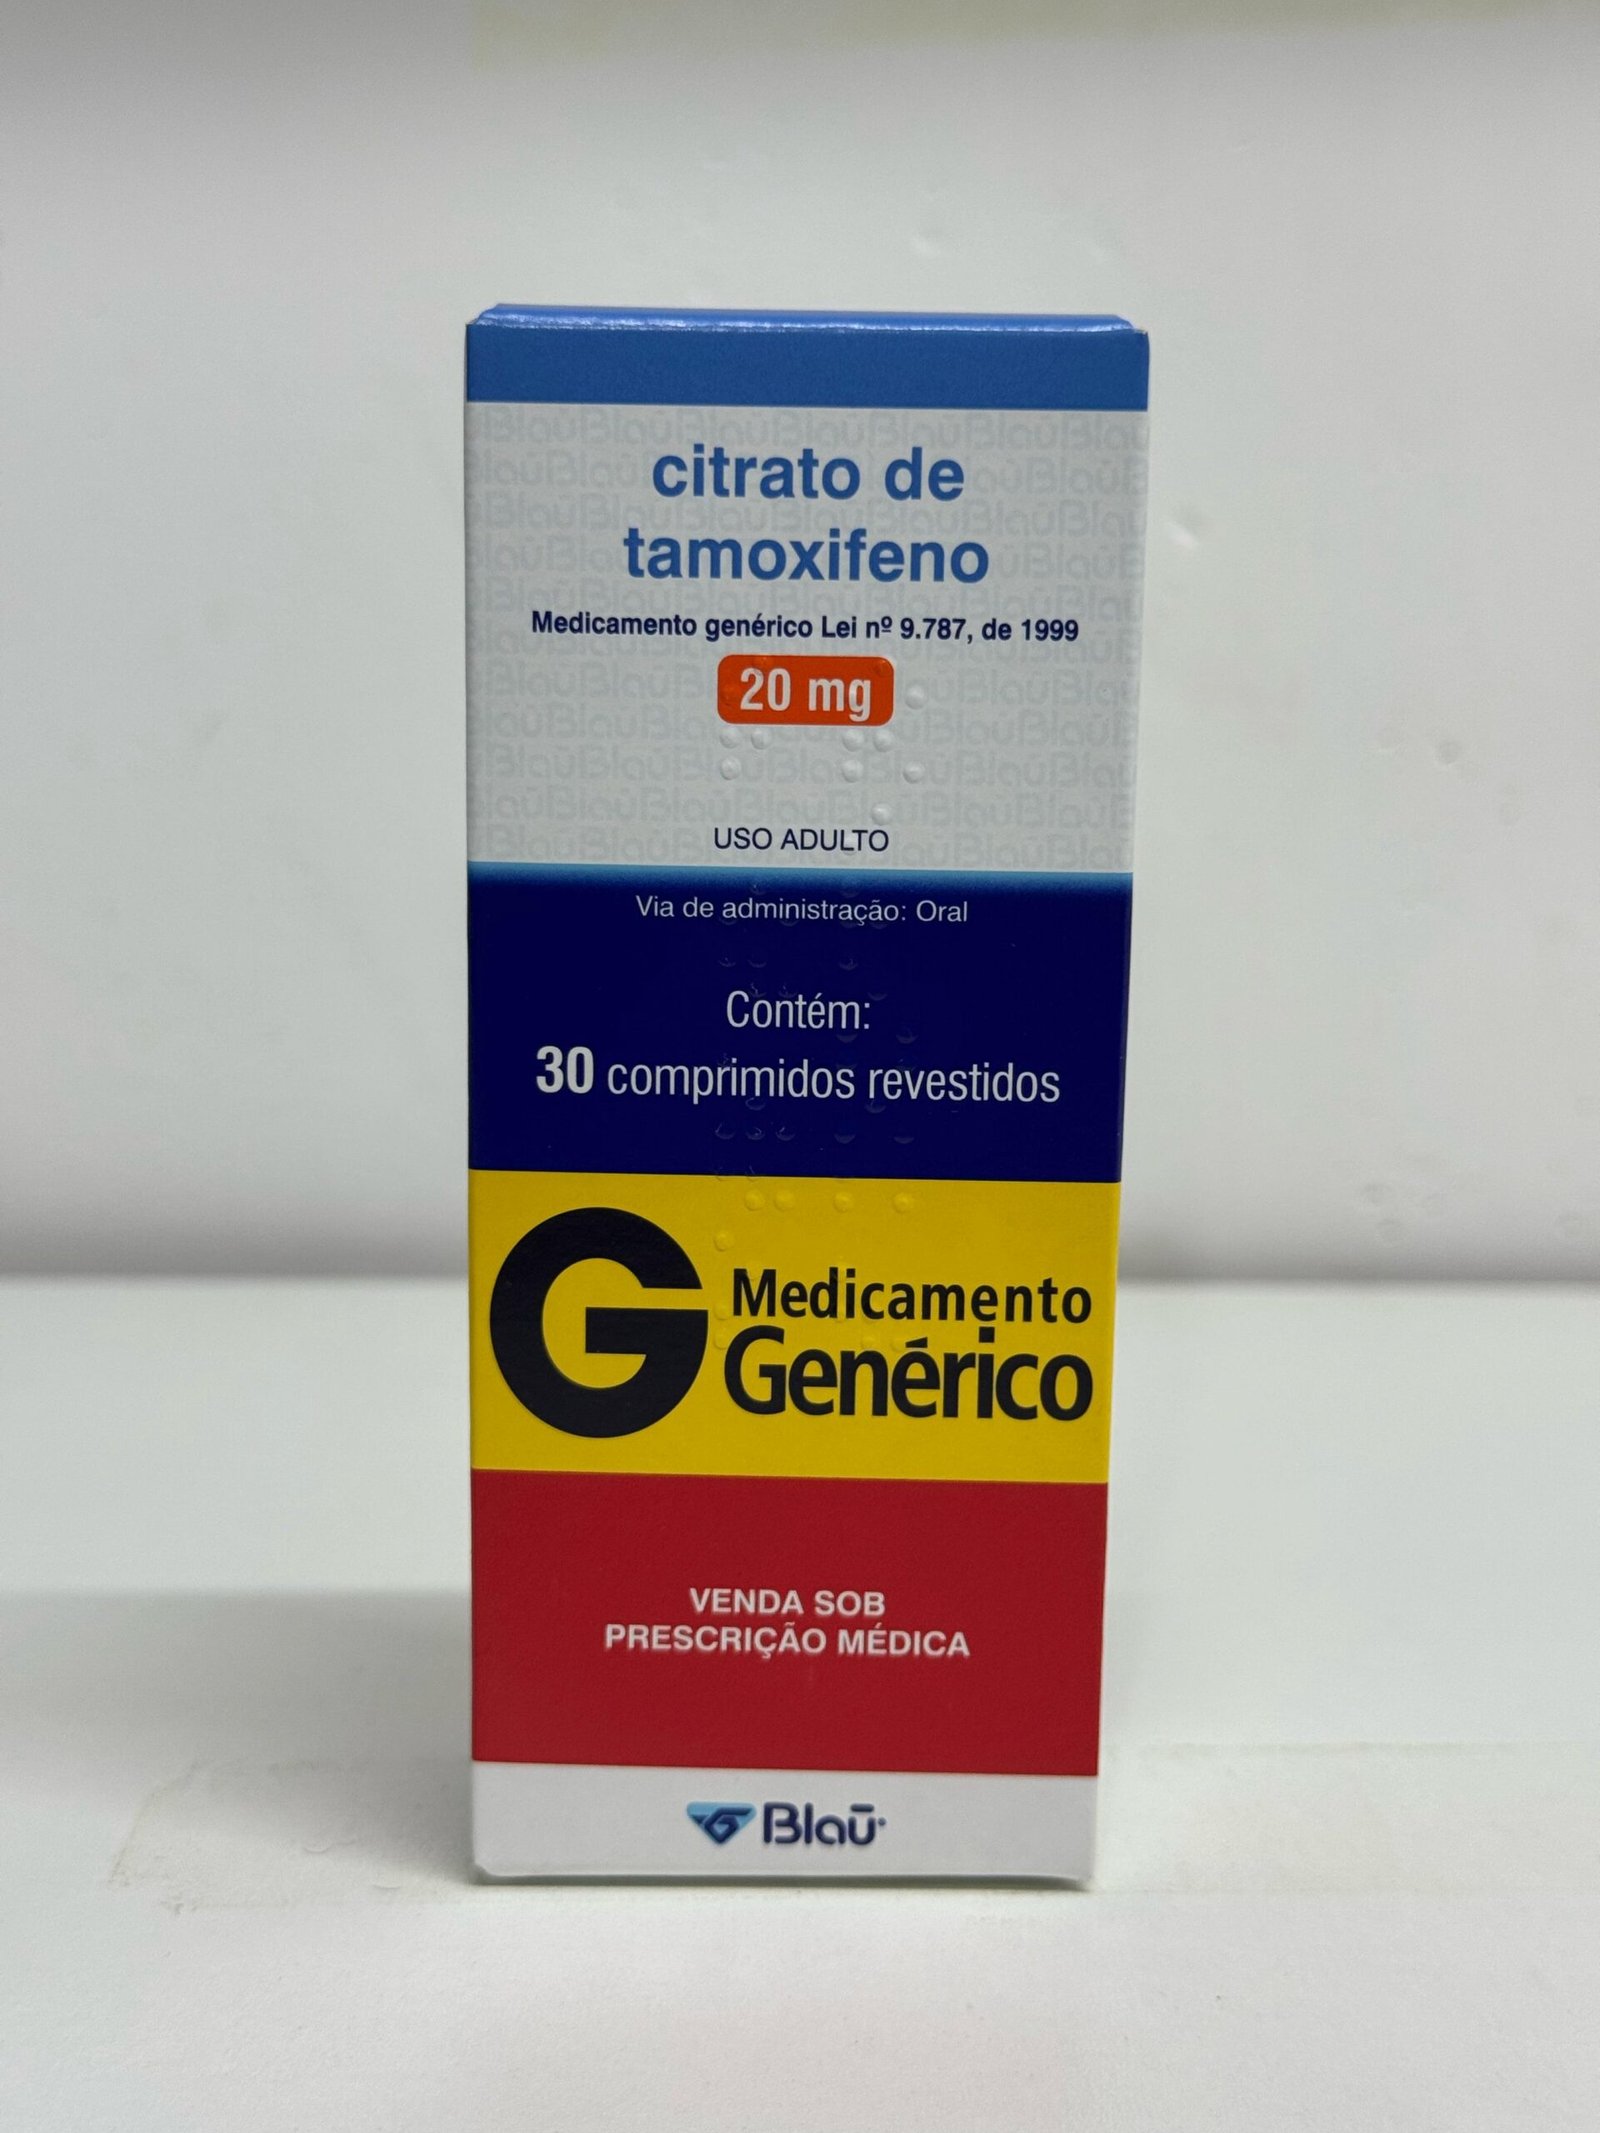 citrato de
tamoxifeno
Medicamento genérico Lei nº 9.787, de 1999
20 mg
USO ADULTO
Via de administração: Oral
Contém:
30 comprimidos revestidos
G Medicamento
Genérico
VENDA SOB
PRESCRIÇÃO MÉDICA
Blaū